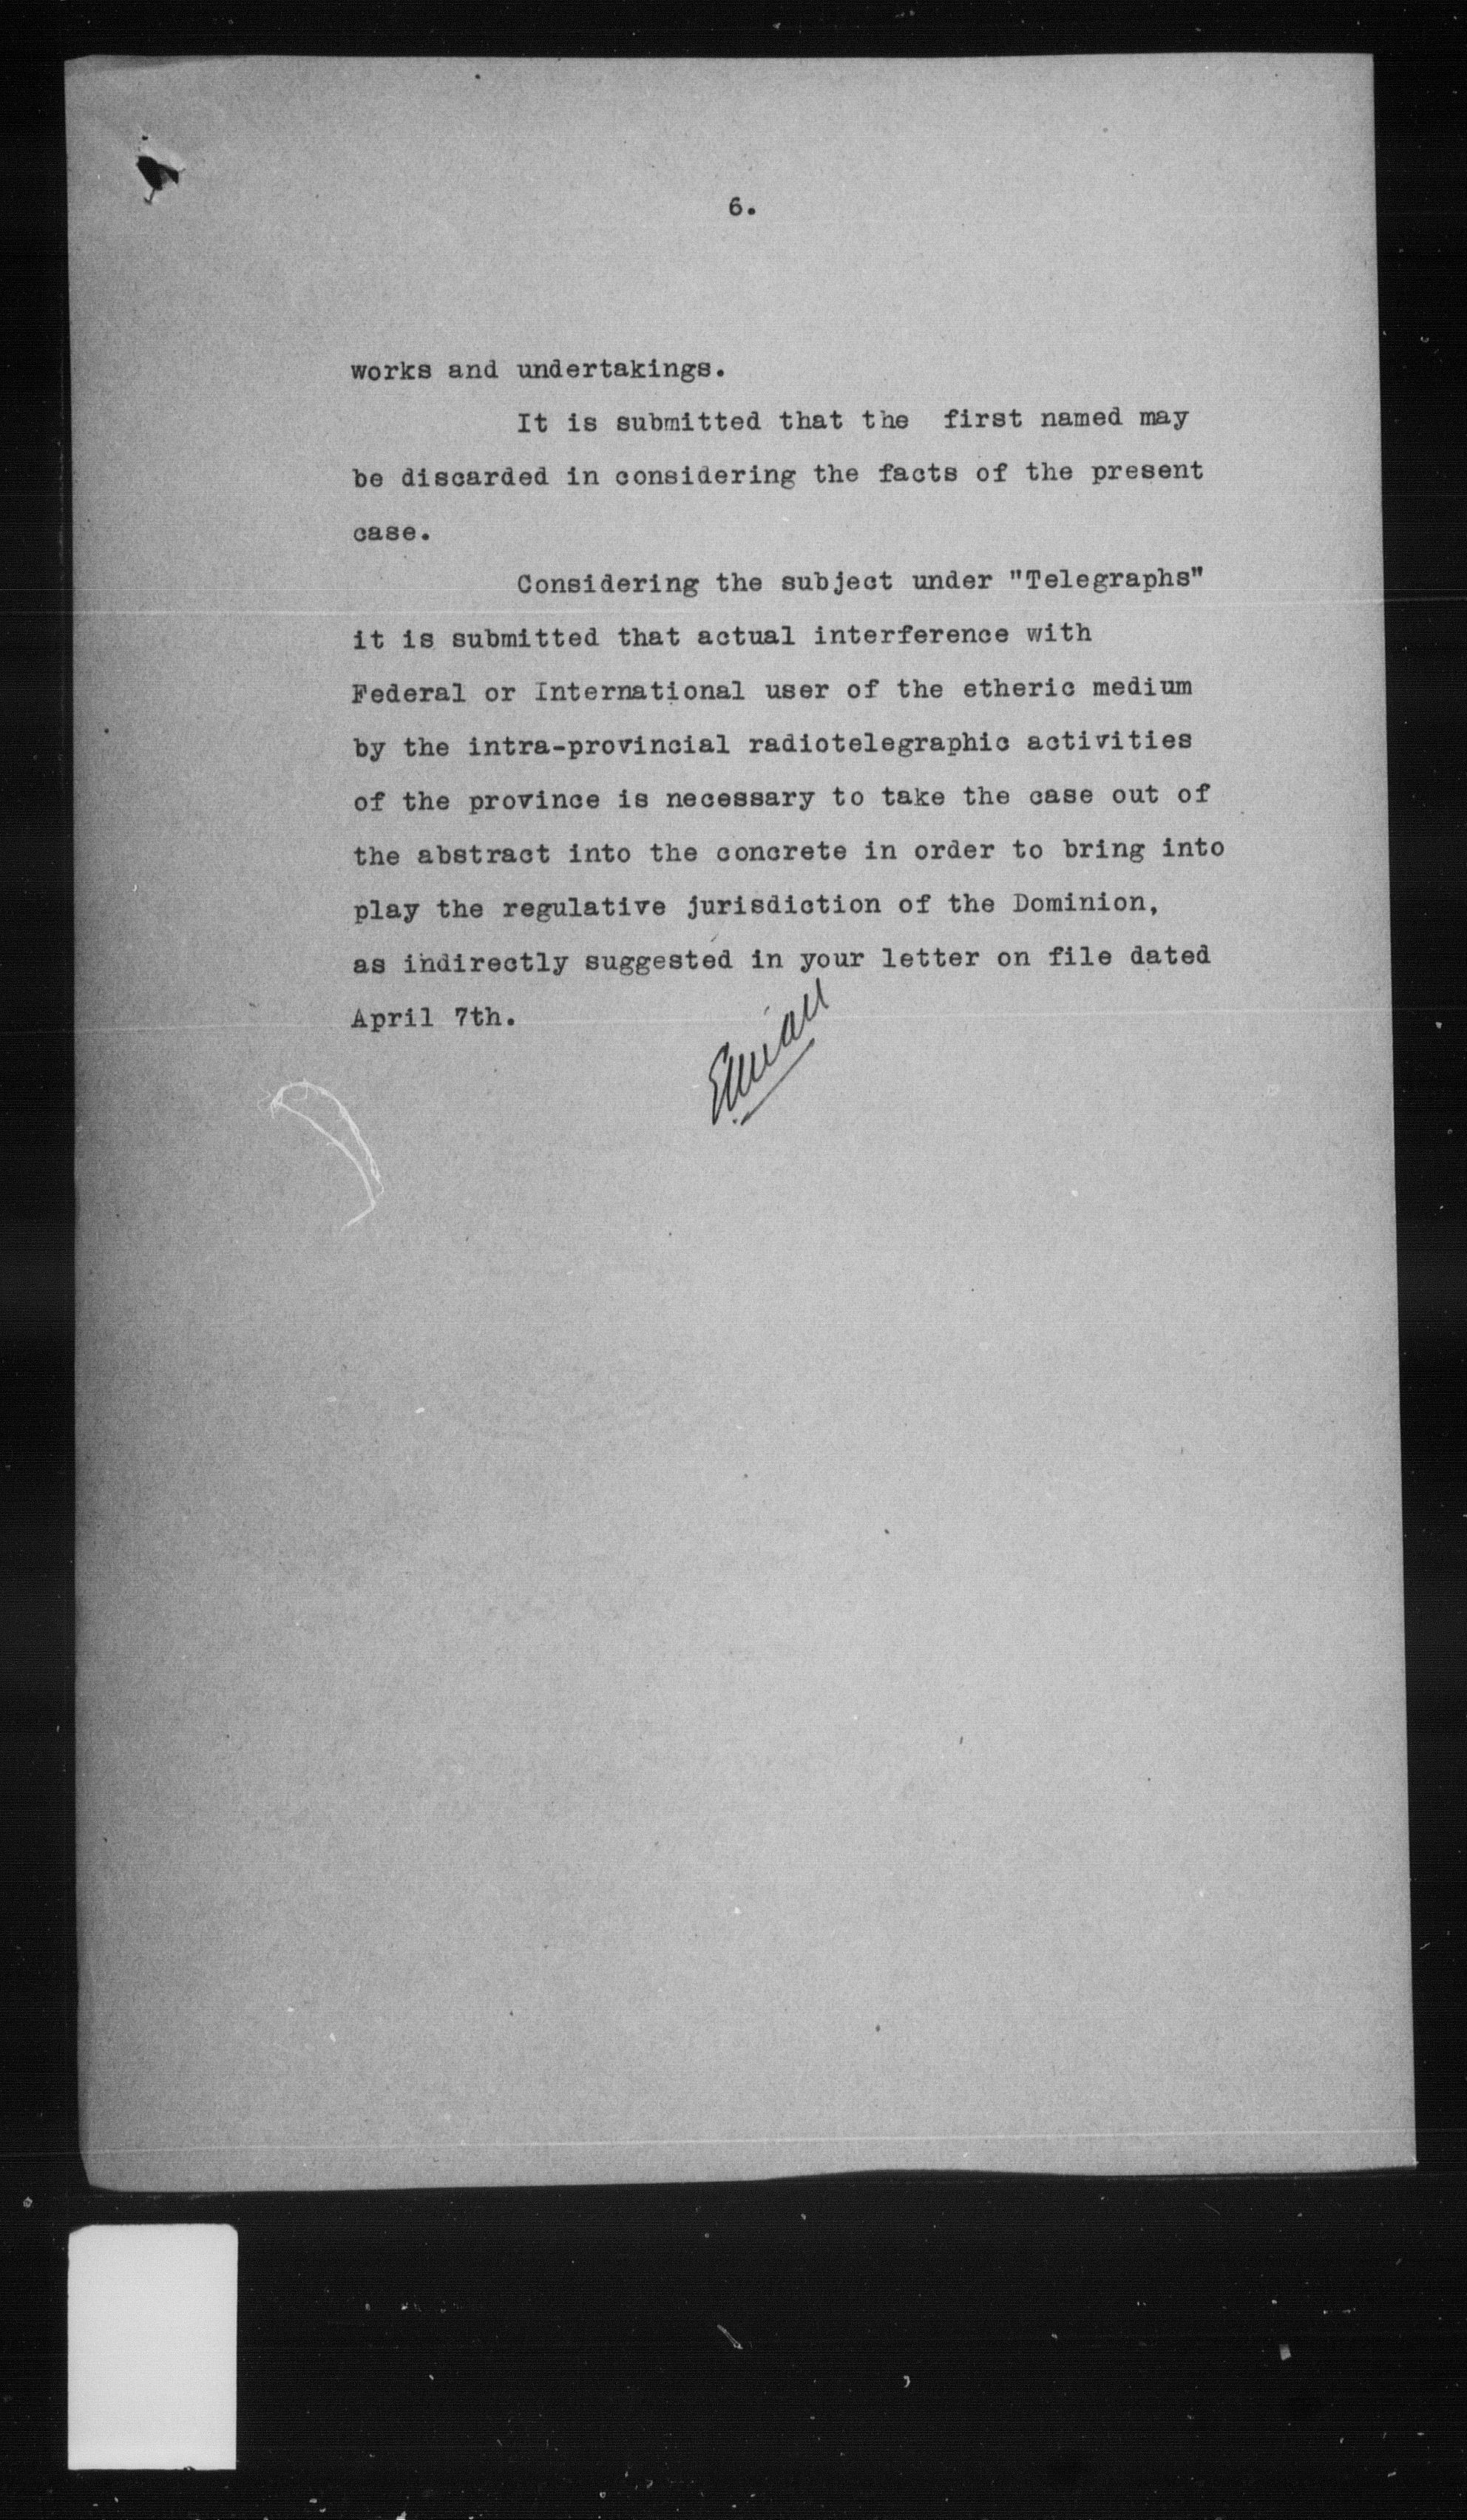 6.
works and undertakings.
It is submitted that the first named may
be discarded in considering the facts of the present
case.
Considering the subject under "Telegraphs"
it is submitted that actual interference with
Federal or International user of the etheric medium
by the intra-provincial radiotelegraphic activities
of the province is necessary to take the case out of
the abstract into the concrete in order to bring into
play the regulative jurisdiction of the Dominion,
as indirectly suggested in your letter on file dated
April 7th.